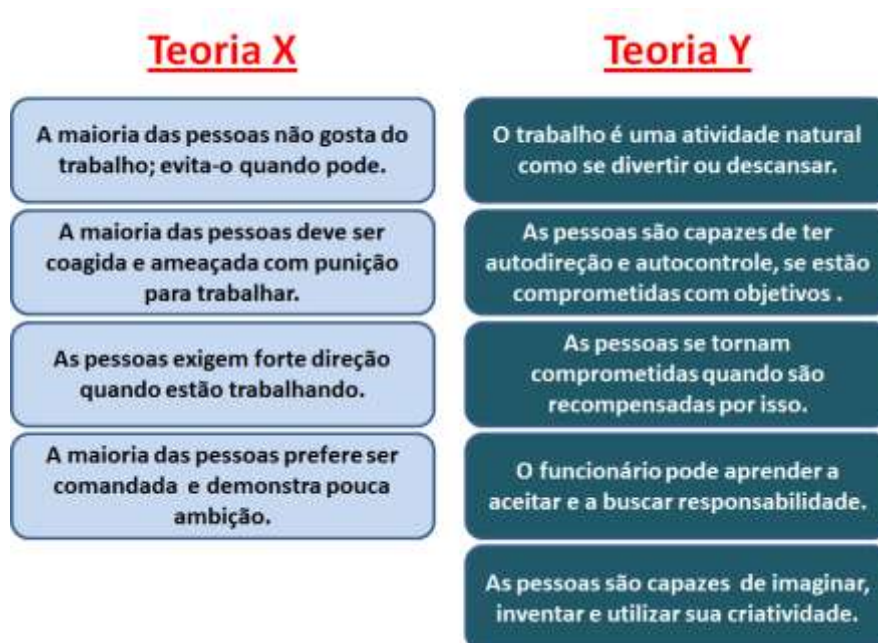 Teoria X
A maioria das pessoas não gosta do
trabalho; evita-o quando pode.
A maioria das pessoas deve ser
coagida e ameaçada com punição
para trabalhar.
As pessoas exigem forte direção
quando estão trabalhando.
A maioria das pessoas prefere ser
comandada e demonstra pouca
ambição.
Teoria Y
O trabalho é uma atividade natural
como se divertir ou descansar.
As pessoas são capazes de ter
autodireção e autocontrole, se estão
comprometidas com objetivos .
As pessoas se tornam
comprometidas quando são
recompensadas por isso.
O funcionário pode aprender a
aceitar e a buscar responsabilidade.
As pessoas são capazes de imaginar,
inventar e utilizar sua criatividade.